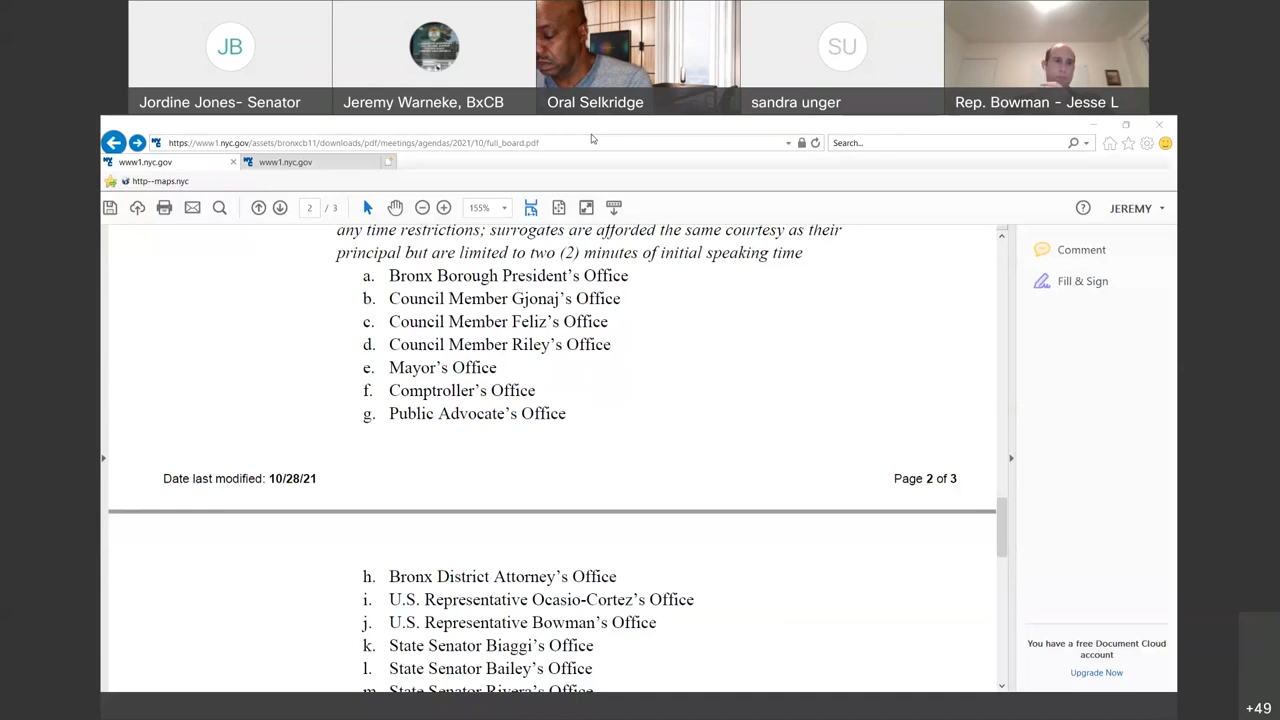 JB
SU
Jordine Jones- Senator
Jeremy Warneke, BxCB
Oral Selkridge
sandra unger
Rep. Bowman - Jesse L
https://www1.nyc.gov/assets/bronxcb11/downloads/pdf/meetings/agendas/2021/10/full_board.pdf
Search...
www1.nyc.gov
www1.nyc.gov
http--maps.nyc
2 / 3
155%
JEREMY
any time restrictions; surrogates are afforded the same courtesy as their
principal but are limited to two (2) minutes of initial speaking time
a. Bronx Borough President's Office
b. Council Member Gjonaj's Office
c. Council Member Feliz's Office
d. Council Member Riley's Office
e. Mayor's Office
f. Comptroller's Office
g. Public Advocate's Office
Date last modified: 10/28/21
Page 2 of 3
h. Bronx District Attorney's Office
i. U.S. Representative Ocasio-Cortez's Office
j. U.S. Representative Bowman's Office
k. State Senator Biaggi's Office
l. State Senator Bailey's Office
m. State Senator Rivera's Office
Comment
Fill & Sign
You have a free Document Cloud
account
Upgrade Now
+49